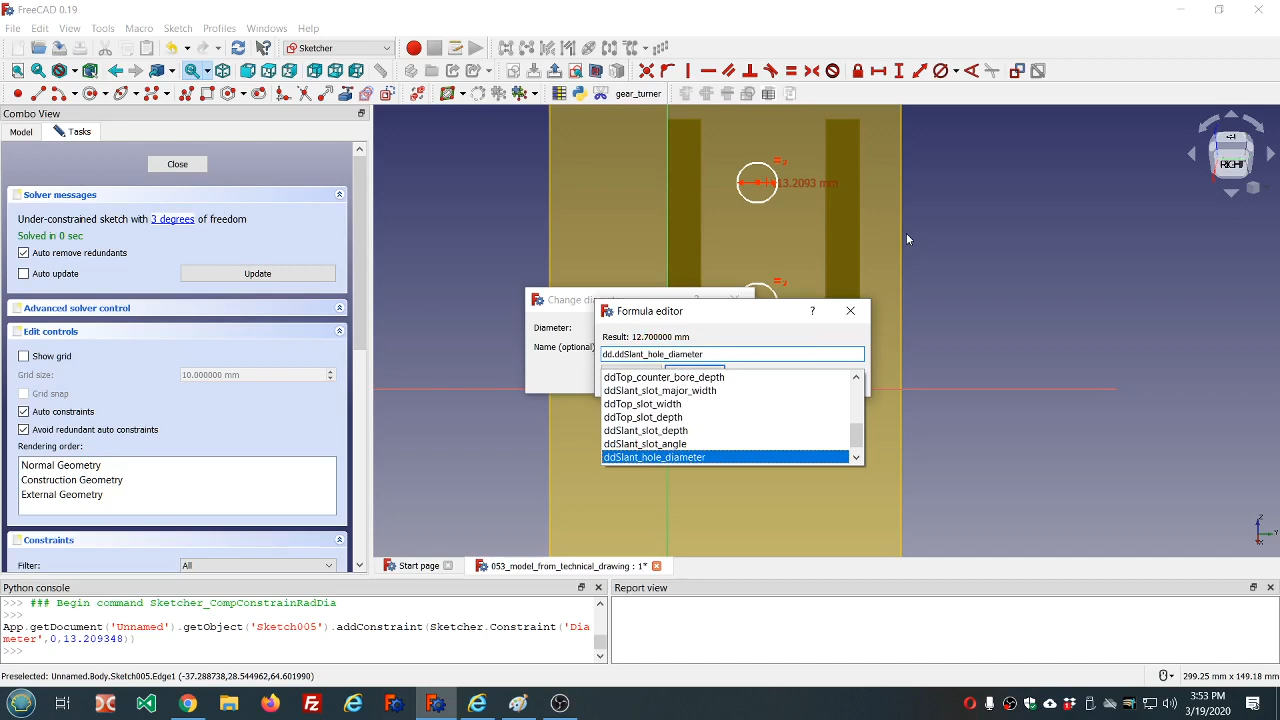 FreeCAD 0.19
File Edit View Tools Macro Sketch Profiles Windows Help
Sketcher
gear_turner
Combo View
Model Tasks
Close
Solver messages
Under-constrained sketch with 3 degrees of freedom
Solved in 0 sec
Auto remove redundants
Auto update Update
Advanced solver control
Edit controls
Show grid
Grid size: 10.000000 mm
Grid snap
Auto constraints
Avoid redundant auto constraints
Rendering order:
Normal Geometry
Construction Geometry
External Geometry
Constraints
Filter: All
13.2093 mm
RIGHT
Diameter:
Name (optional)
Formula editor
Result: 12.700000 mm
dd.ddSlant_hole_diameter
ddTop_counter_bore_depth
ddSlant_slot_major_width
ddTop_slot_width
ddTop_slot_depth
ddSlant_slot_depth
ddSlant_slot_angle
ddSlant_hole_diameter
Start page 053_model_from_technical_drawing : 1*
Python console
>>> ### Begin command Sketcher_CompConstrainRadDia
>>>
App.getDocument('Unnamed').getObject('Sketch005').addConstraint(Sketcher.Constraint('Dia
meter',0,13.209348))
>>>
Report view
Preselected: Unnamed.Body.Sketch005.Edge1 (-37.288738,28.544962,64.601990)
299.25 mm x 149.18 mm
3:53 PM
3/19/2020